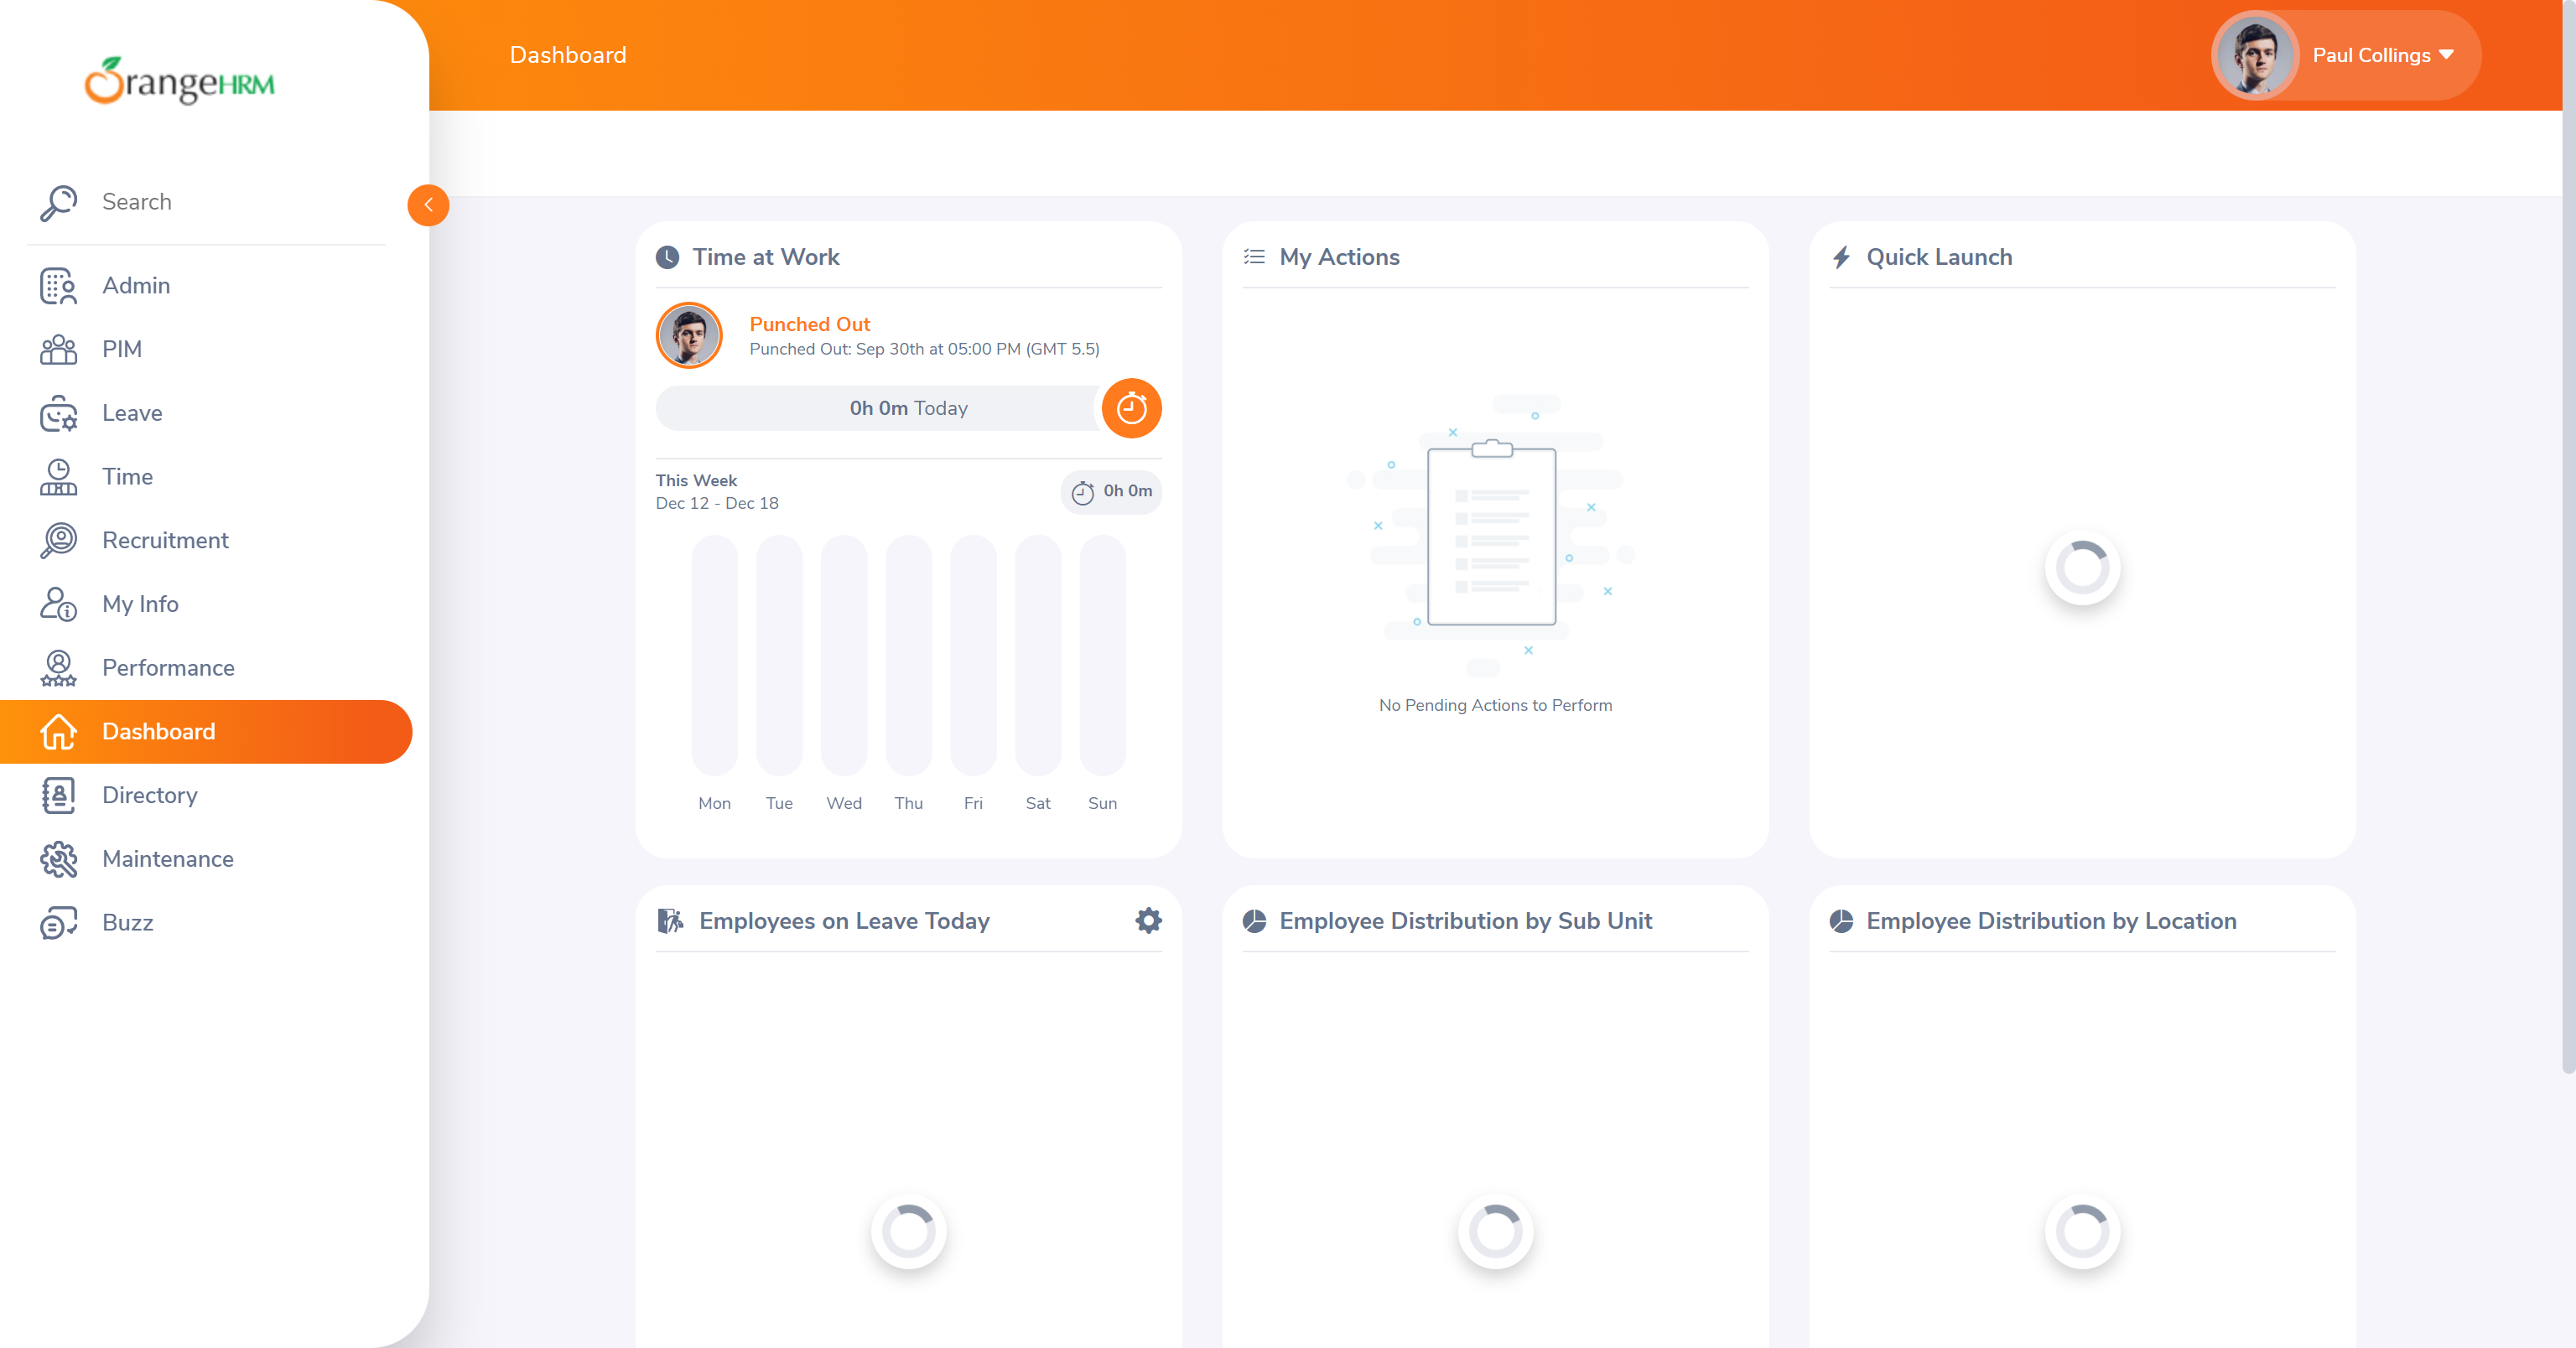 OrangeHRM
Search
Admin
PIM
Leave
Time
Recruitment
My Info
Performance
Dashboard
Directory
Maintenance
Buzz
Dashboard
Paul Collings
Time at Work
Punched Out
Punched Out: Sep 30th at 05:00 PM (GMT 5.5)
0h 0m Today
This Week
Dec 12 - Dec 18
0h 0m
Mon Tue Wed Thu Fri Sat Sun
My Actions
No Pending Actions to Perform
Quick Launch
Employees on Leave Today
Employee Distribution by Sub Unit
Employee Distribution by Location